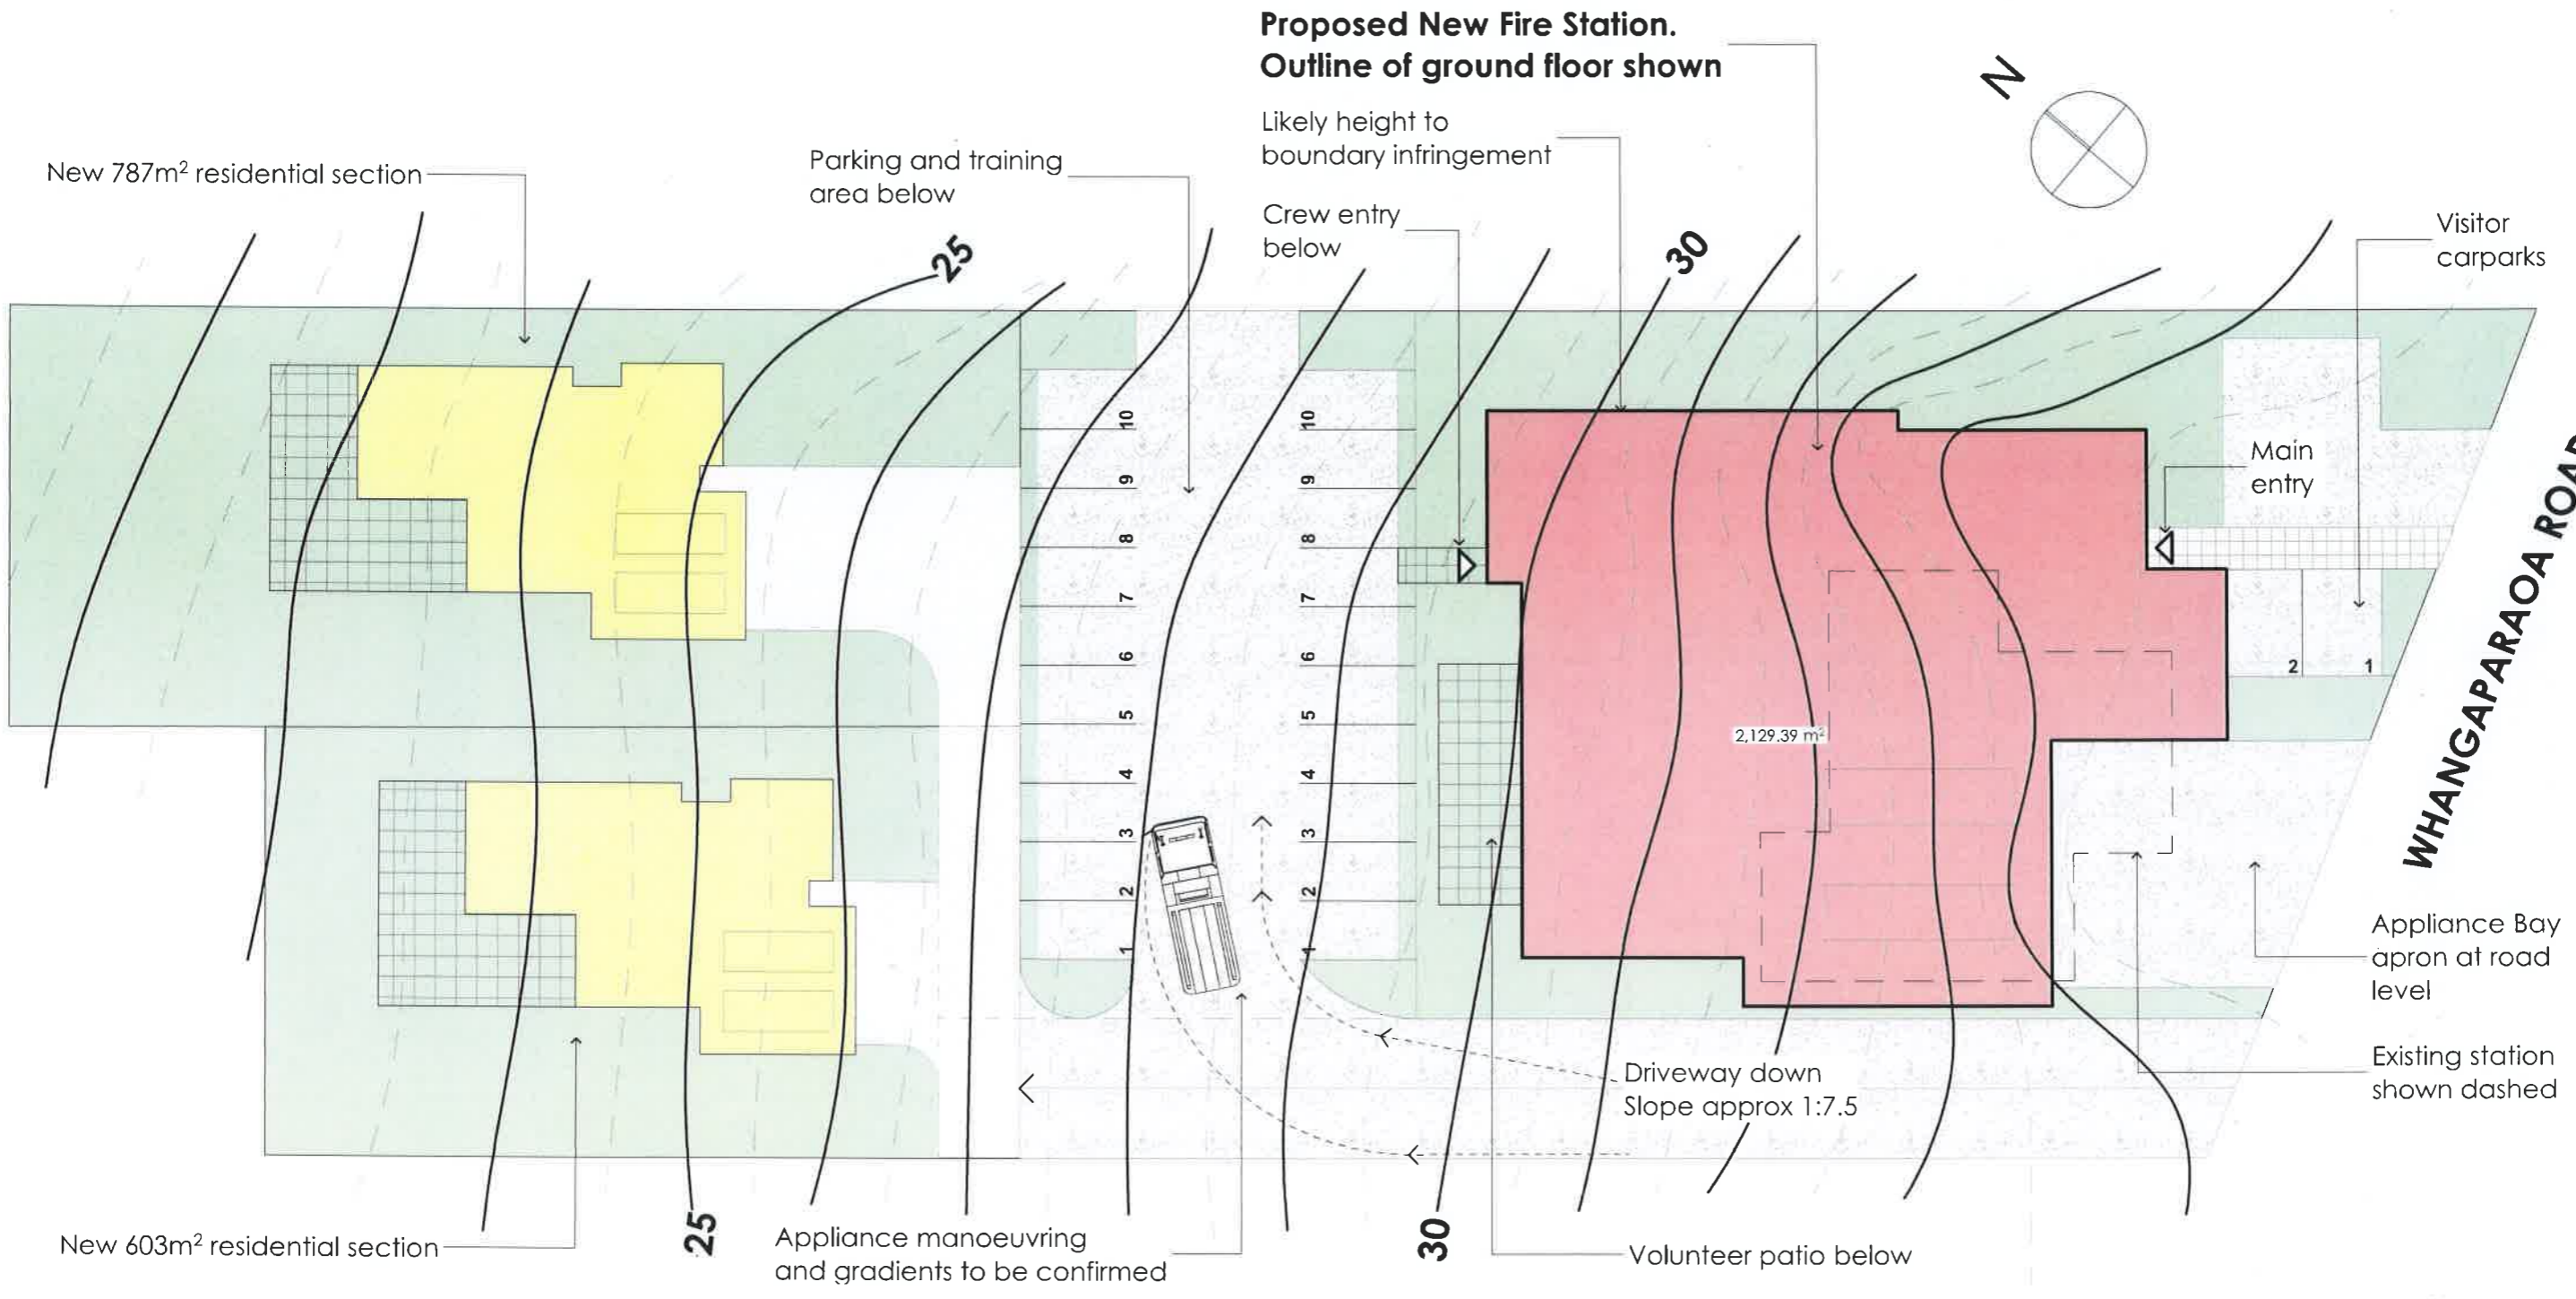 Proposed New Fire Station.
Outline of ground floor shown
N
Likely height to
boundary infringement
New 787m² residential section
Parking and training
area below
Crew entry
below
Visitor
carparks
25
30
10
10
9
9
8
8
7
7
6
6
5
5
4
4
3
3
2
2
1
1
Main
entry
2
1
2,129.39 m²
WHANGAPARAOA ROAD
Appliance Bay
apron at road
level
Existing station
shown dashed
Driveway down
Slope approx 1:7.5
New 603m² residential section
25
Appliance manoeuvring
and gradients to be confirmed
30
Volunteer patio below